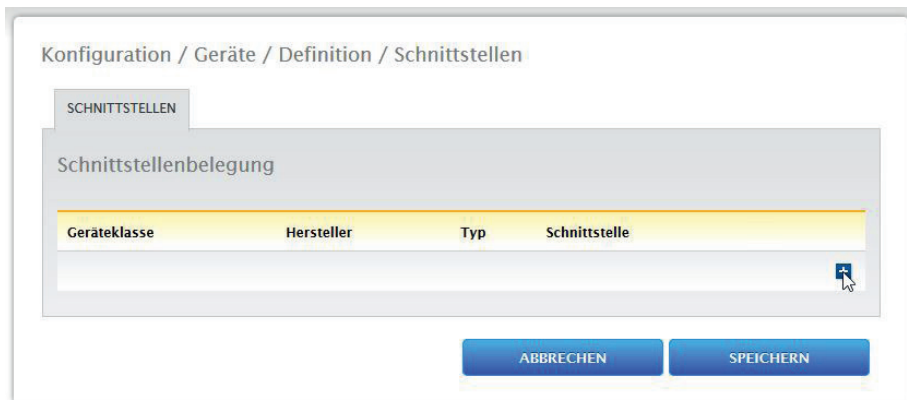 Konfiguration / Geräte / Definition / Schnittstellen
SCHNITTSTELLEN
Schnittstellenbelegung
Geräteklasse Hersteller Typ Schnittstelle
+
ABBRECHEN SPEICHERN